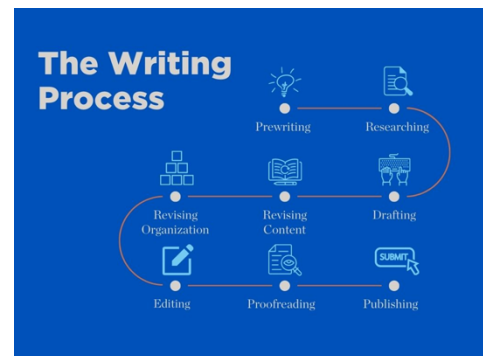 The Writing
Process
Prewriting
Researching
Drafting
Revising
Content
Revising
Organization
Editing
Proofreading
SUBMIT
Publishing